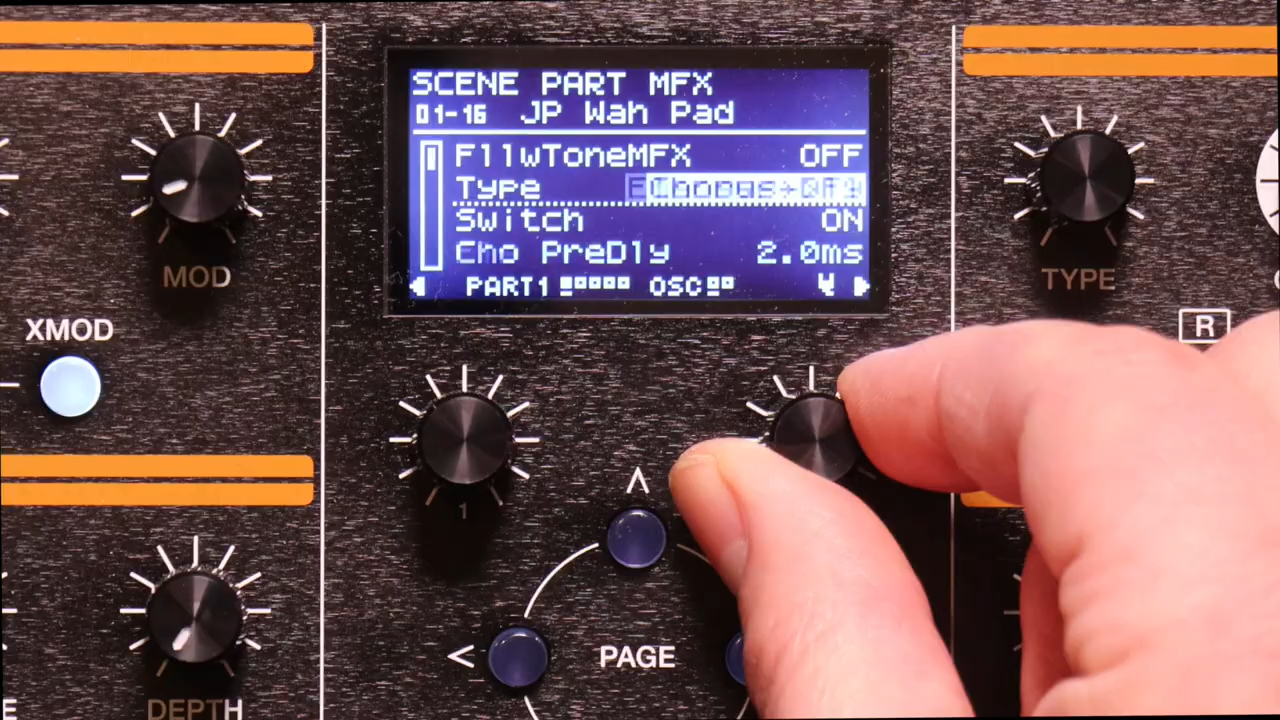 SCENE PART MFX
01-16 JP Wah Pad
FllwToneMFX OFF
Type
Switch ON
Cho PreDly 2.0ms
PART1 OSC
MOD
XMOD
TYPE
R
1
PAGE
DEPTH